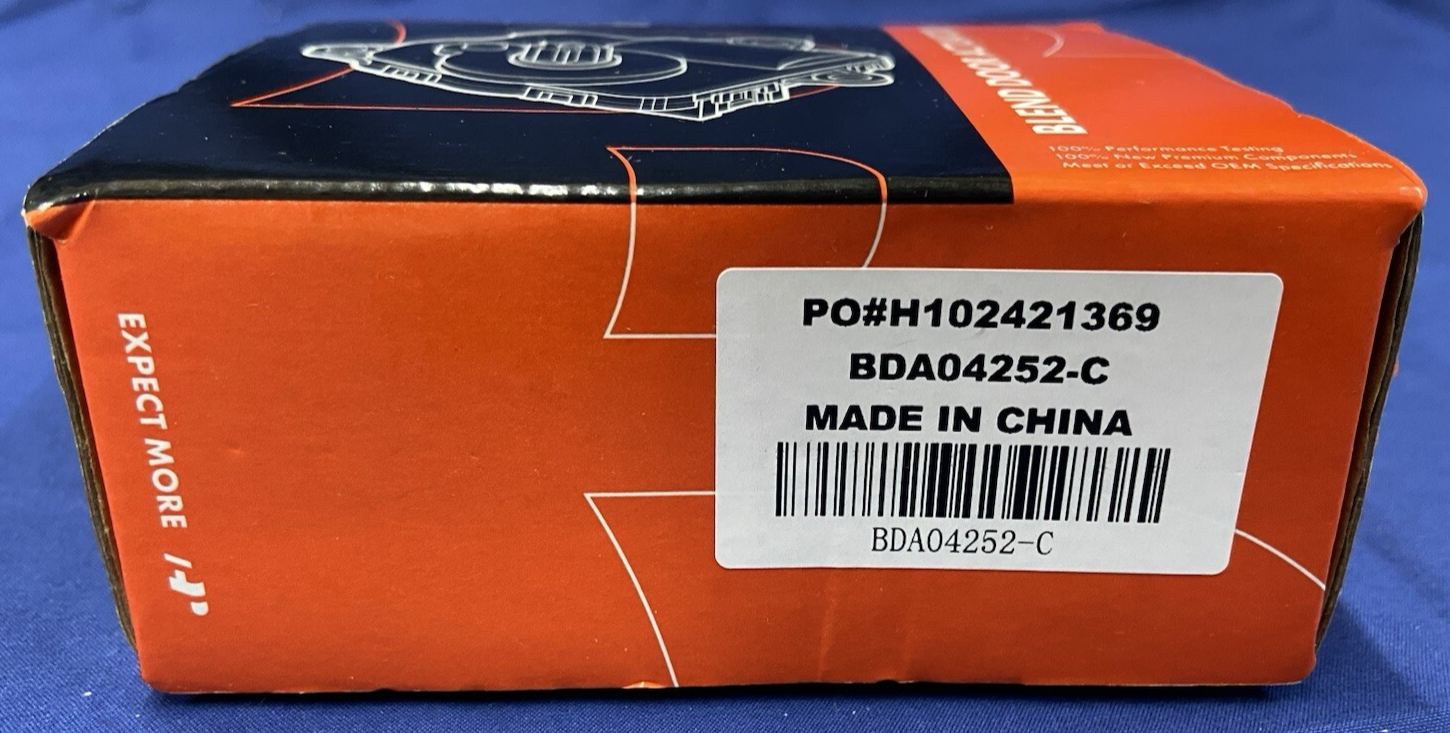 BLEND DOOR
100% Performance Testing
100% New Premium Components
Meet or Exceed OEM Specifications
EXPECT MORE
PO#H102421369
BDA04252-C
MADE IN CHINA
BDA04252-C